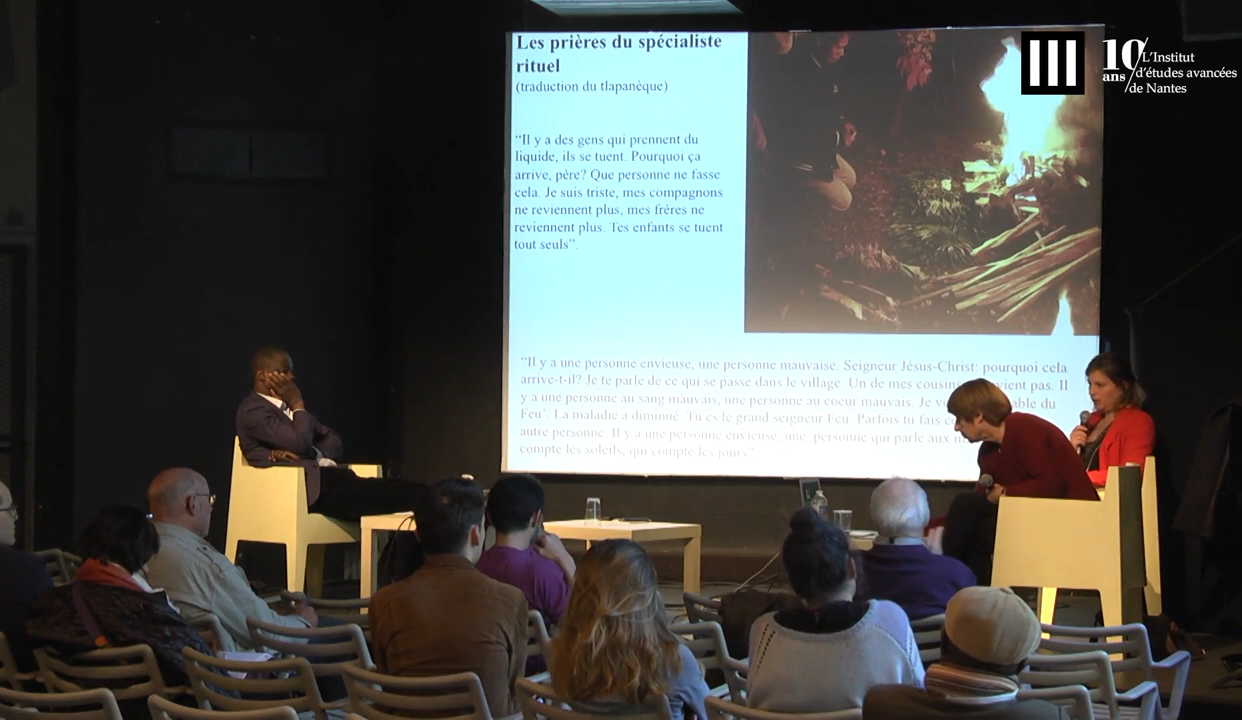 Les prières du spécialiste
rituel
(traduction du tlapanèque)
“Il y a des gens qui prennent du
liquide, ils se tuent. Pourquoi ça
arrive, père? Que personne ne fasse
cela. Je suis triste, mes compagnons
ne reviennent plus, mes frères ne
reviennent plus. Tes enfants se tuent
tout seuls”.
“Il y a une personne envieuse, une personne mauvaise. Seigneur Jésus-Christ: pourquoi cela
arrive-t-il? Je te parle de ce qui se passe dans le village. Un de mes cousins vient pas. Il
y a une personne au sang mauvais, une personne au coeur mauvais. Je du
Feu’. La maladie a diminué. Tu es le grand seigneur Feu. Parfois tu fais
autre personne. Il y a une personne envieuse, une personne qui parle aux
compte les soleils, qui compte les jours”
10
ans
L’Institut
d’études avancées
de Nantes